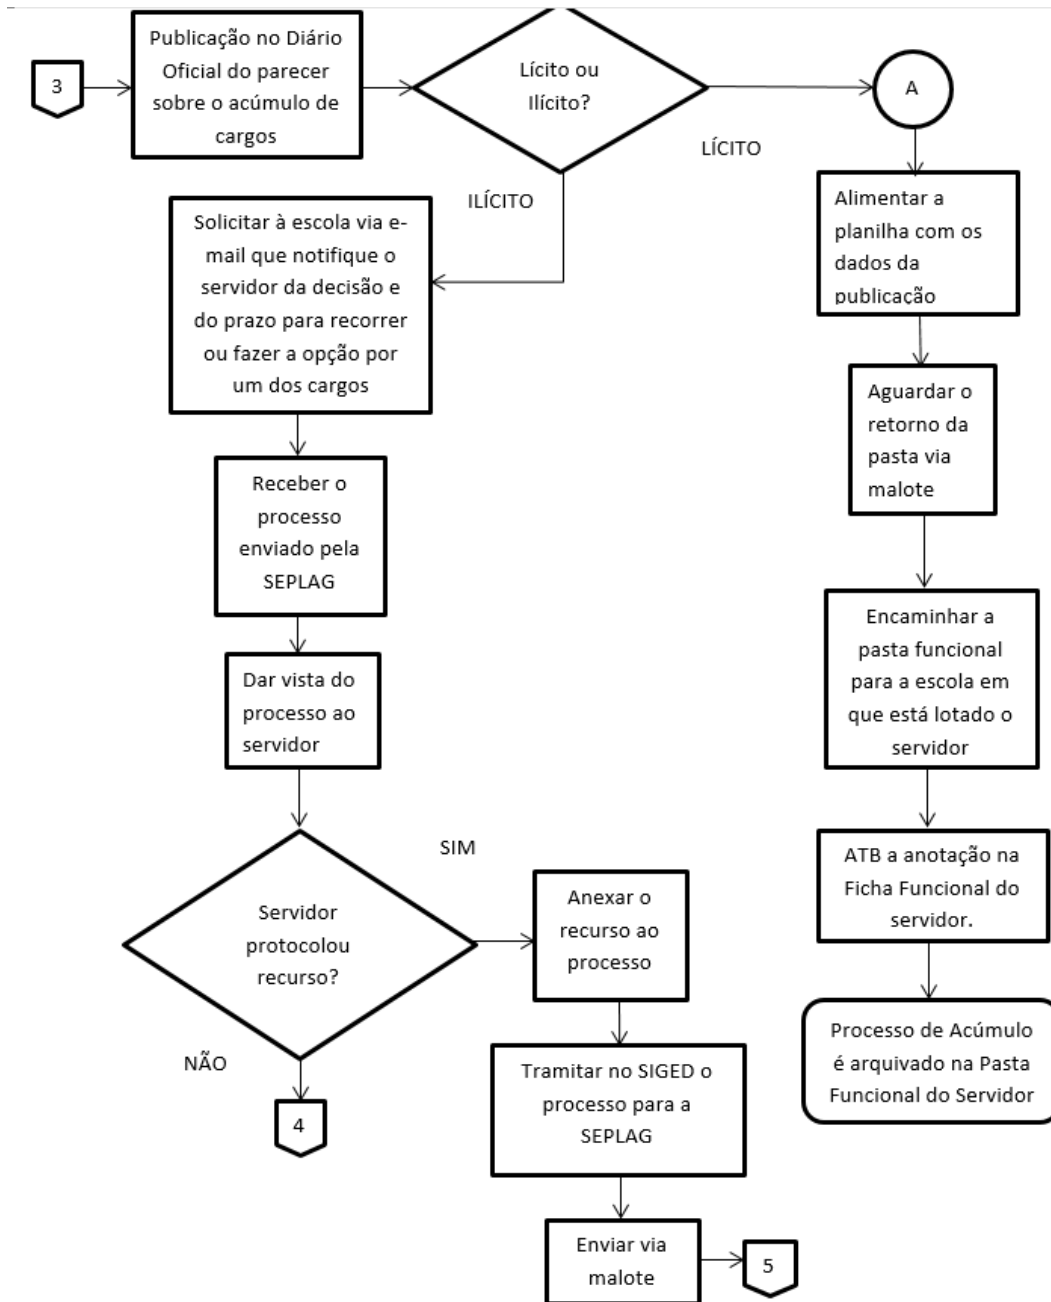 3
Publicação no Diário
Oficial do parecer
sobre o acúmulo de
cargos
Lícito ou
Ilícito?
A
LÍCITO
ILÍCITO
Solicitar à escola via e-
mail que notifique o
servidor da decisão e
do prazo para recorrer
ou fazer a opção por
um dos cargos
Receber o
processo
enviado pela
SEPLAG
Dar vista do
processo ao
servidor
Servidor
protocolou
recurso?
SIM
NÃO
4
Anexar o
recurso ao
processo
Tramitar no SIGED o
processo para a
SEPLAG
Enviar via
malote
5
Alimentar a
planilha com os
dados da
publicação
Aguardar o
retorno da
pasta via
malote
Encaminhar a
pasta funcional
para a escola em
que está lotado o
servidor
ATB a anotação na
Ficha Funcional do
servidor.
Processo de Acúmulo
é arquivado na Pasta
Funcional do Servidor